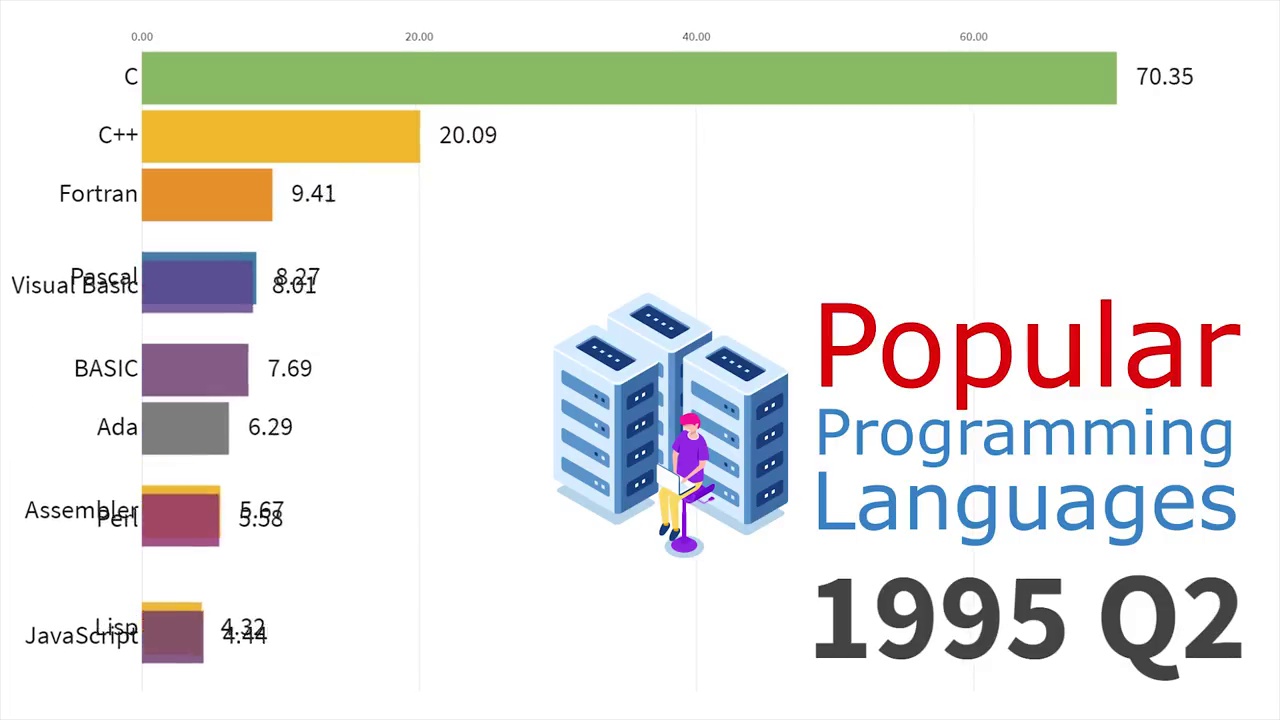 0.00 20.00 40.00 60.00
C 70.35
C++ 20.09
Fortran 9.41
Pascal 8.27
Visual Basic 8.01
BASIC 7.69
Ada 6.29
Assembler 5.67
Perl 5.58
Lisp 4.32
JavaScript 4.44
Popular
Programming
Languages
1995 Q2